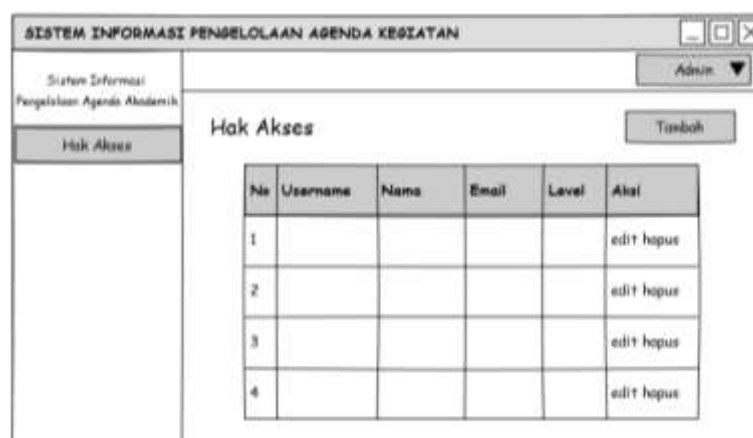 SISTEM INFORMASI PENGELOLAAN AGENDA KEGIATAN
Admin
Sistem Informasi
Pengelolaan Agenda Akademik
Hak Akses
Hak Akses
Tambah
No Username Nama Email Level Aksi
1 edit hapus
2 edit hapus
3 edit hapus
4 edit hapus